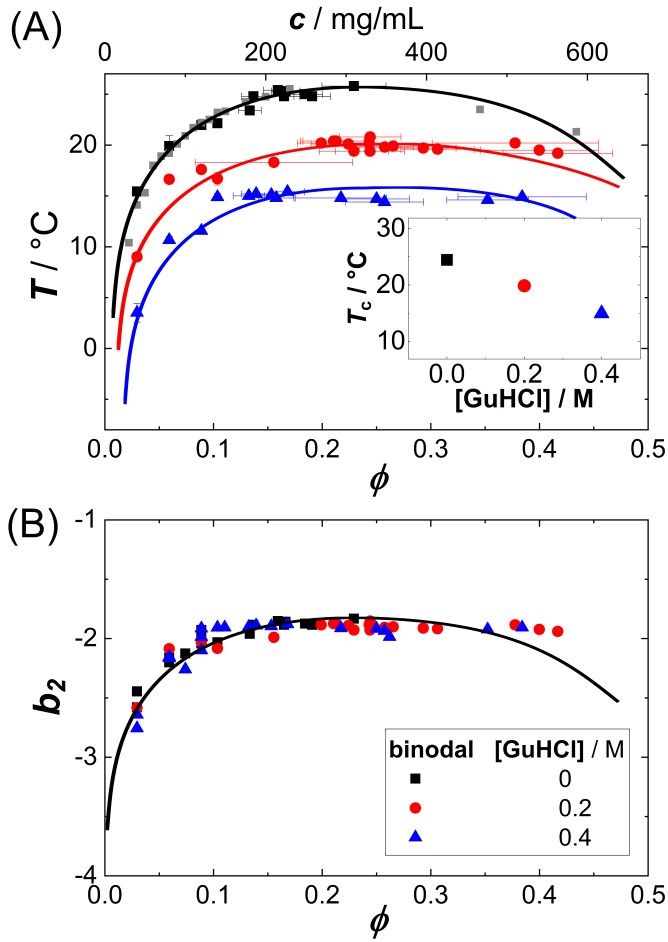 (A)
c / mg/mL
0 200 400 600
T / °C
20
10
0
0.0 0.1 0.2 0.3 0.4 0.5
ϕ
T_c / °C
30
20
10
0.0 0.2 0.4
[GuHCl] / M
(B)
b₂
-1
-2
-3
-4
0.0 0.1 0.2 0.3 0.4 0.5
ϕ
binodal [GuHCl] / M
0
0.2
0.4